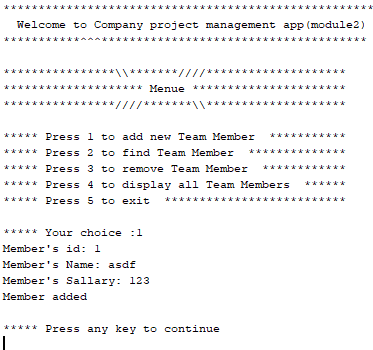 *****************************************************
Welcome to Company project management app(module2)
***********^^^**************************************

****************\\*******////********************
******************** Menue **********************
****************////*******\\********************

***** Press 1 to add new Team Member ***********
***** Press 2 to find Team Member **************
***** Press 3 to remove Team Member ************
***** Press 4 to display all Team Members ******
***** Press 5 to exit **************************

***** Your choice :1
Member's id: 1
Member's Name: asdf
Member's Sallary: 123
Member added

***** Press any key to continue